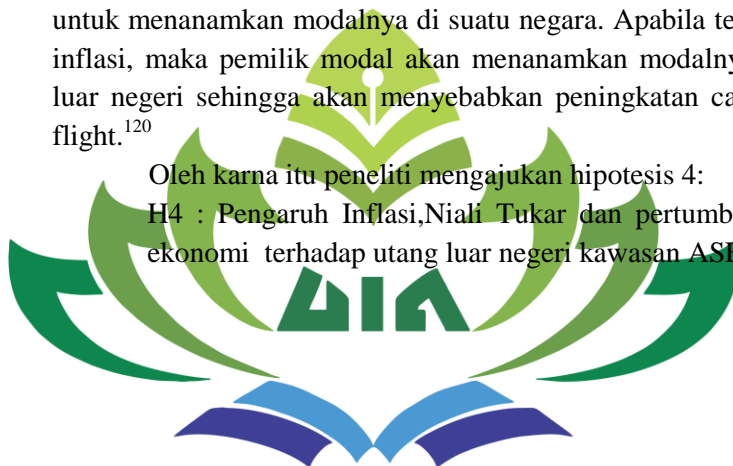 untuk menanamkan modalnya di suatu negara. Apabila te
inflasi, maka pemilik modal akan menanamkan modalny
luar negeri sehingga akan menyebabkan peningkatan ca
flight.120
Oleh karna itu peneliti mengajukan hipotesis 4:
H4 : Pengaruh Inflasi,Niali Tukar dan pertumb
ekonomi terhadap utang luar negeri kawasan ASE